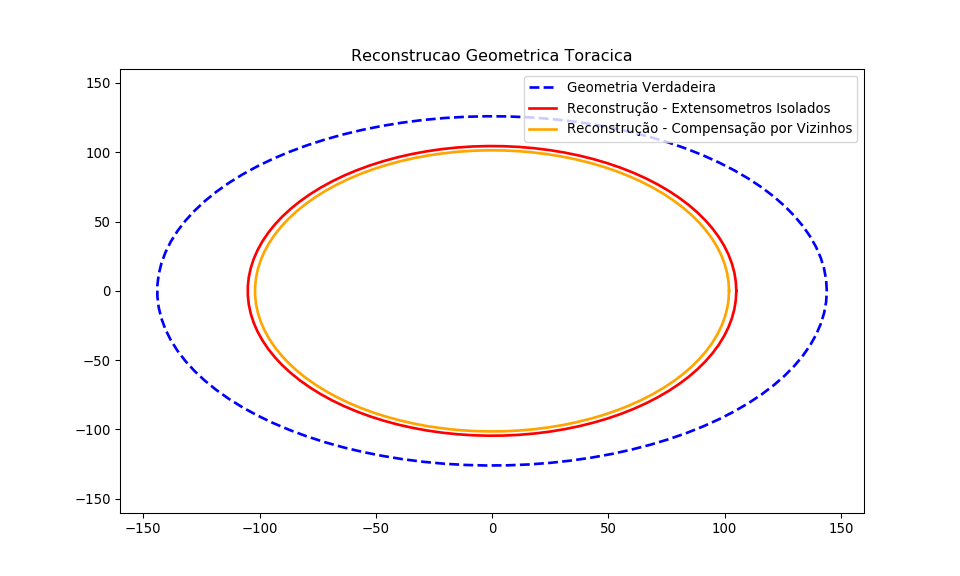 Reconstrucao Geometrica Toracica
Geometria Verdadeira
Reconstrução - Extensometros Isolados
Reconstrução - Compensação por Vizinhos
150
100
50
0
−50
−100
−150
−150 −100 −50 0 50 100 150